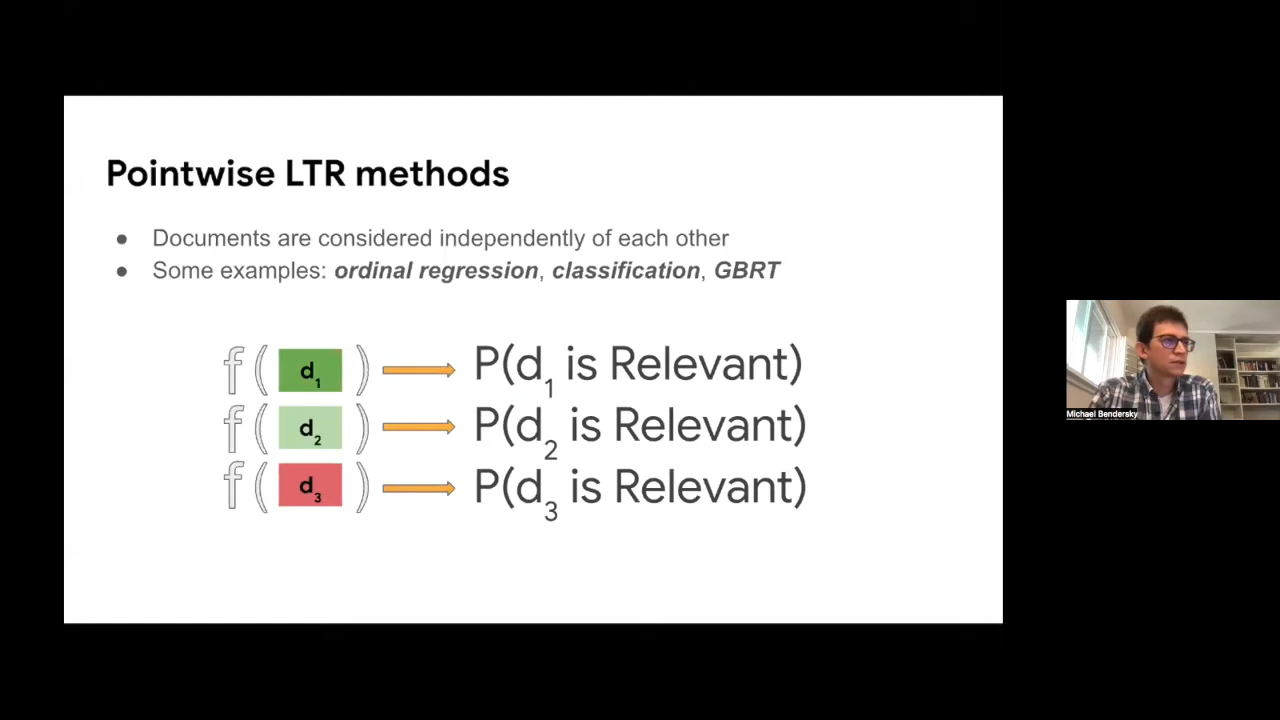 Pointwise LTR methods
● Documents are considered independently of each other
● Some examples: ordinal regression, classification, GBRT
f ( d1 ) P(d1 is Relevant)
f ( d2 ) P(d2 is Relevant)
f ( d3 ) P(d3 is Relevant)
Michael Bendersky